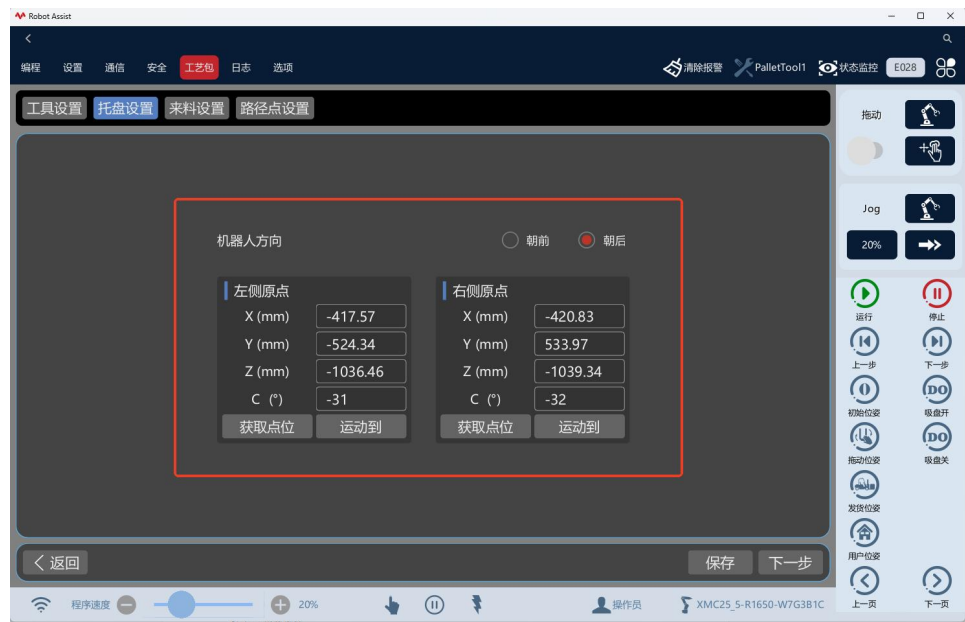 Robot Assist
编程 设置 通信 安全 工艺包 日志 选项 清除报警 PalletTool1 状态监控 E028
工具设置 托盘设置 来料设置 路径点设置
拖动
Jog
20%
机器人方向 朝前 朝后
左侧原点
X (mm) -417.57
Y (mm) -524.34
Z (mm) -1036.46
C (°) -31
获取点位 运动到
右侧原点
X (mm) -420.83
Y (mm) 533.97
Z (mm) -1039.34
C (°) -32
获取点位 运动到
运行 停止
上一步 下一步
初始位姿 DO 吸盘开
拖动位姿 DO 吸盘关
发货位姿
用户位姿
上一页 下一页
返回 保存 下一步
程序速度 20% 操作员 XMC25_5-R1650-W7G3B1C